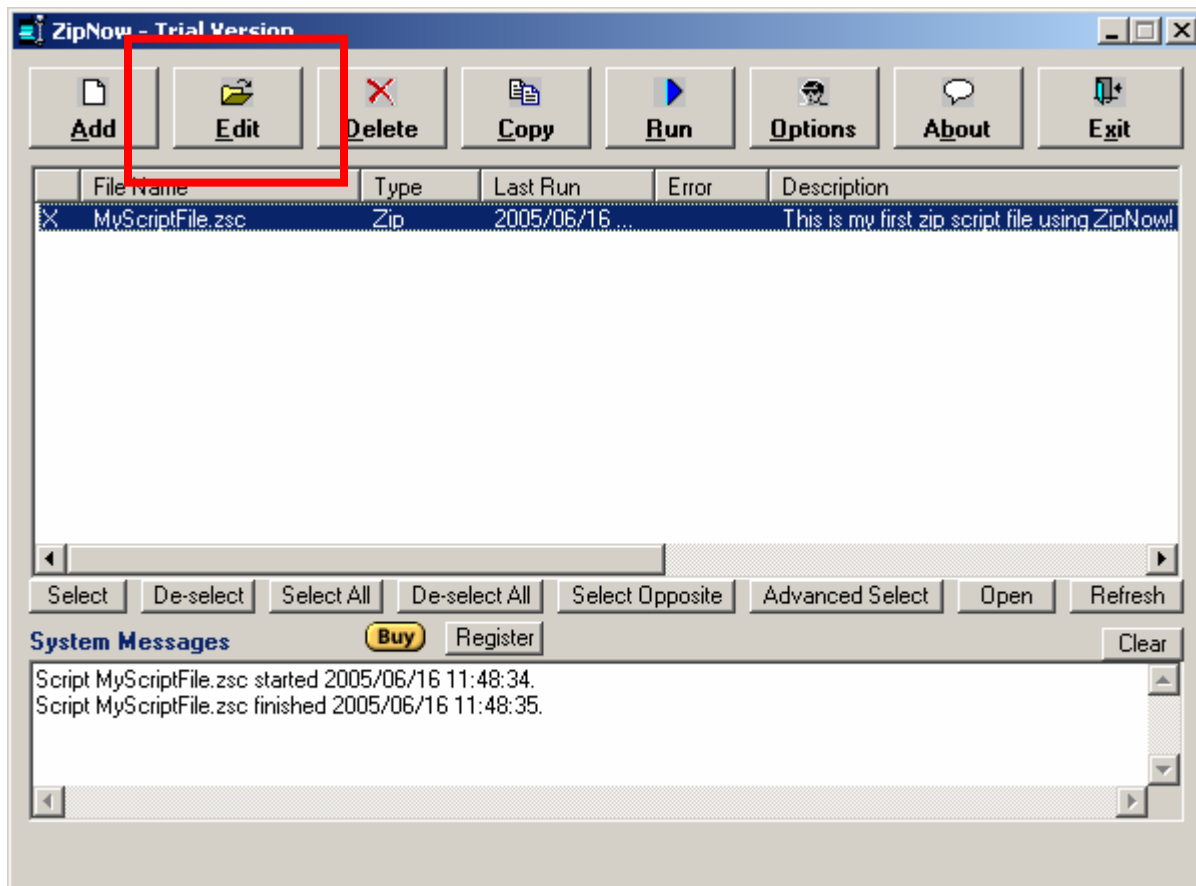 ZipNow - Trial Version
Add Edit Delete Copy Run Options About Exit
File Name Type Last Run Error Description
X MyScriptFile.zsc Zip 2005/06/16 ... This is my first zip script file using ZipNow!
Select De-select Select All De-select All Select Opposite Advanced Select Open Refresh
System Messages Buy Register Clear
Script MyScriptFile.zsc started 2005/06/16 11:48:34.
Script MyScriptFile.zsc finished 2005/06/16 11:48:35.